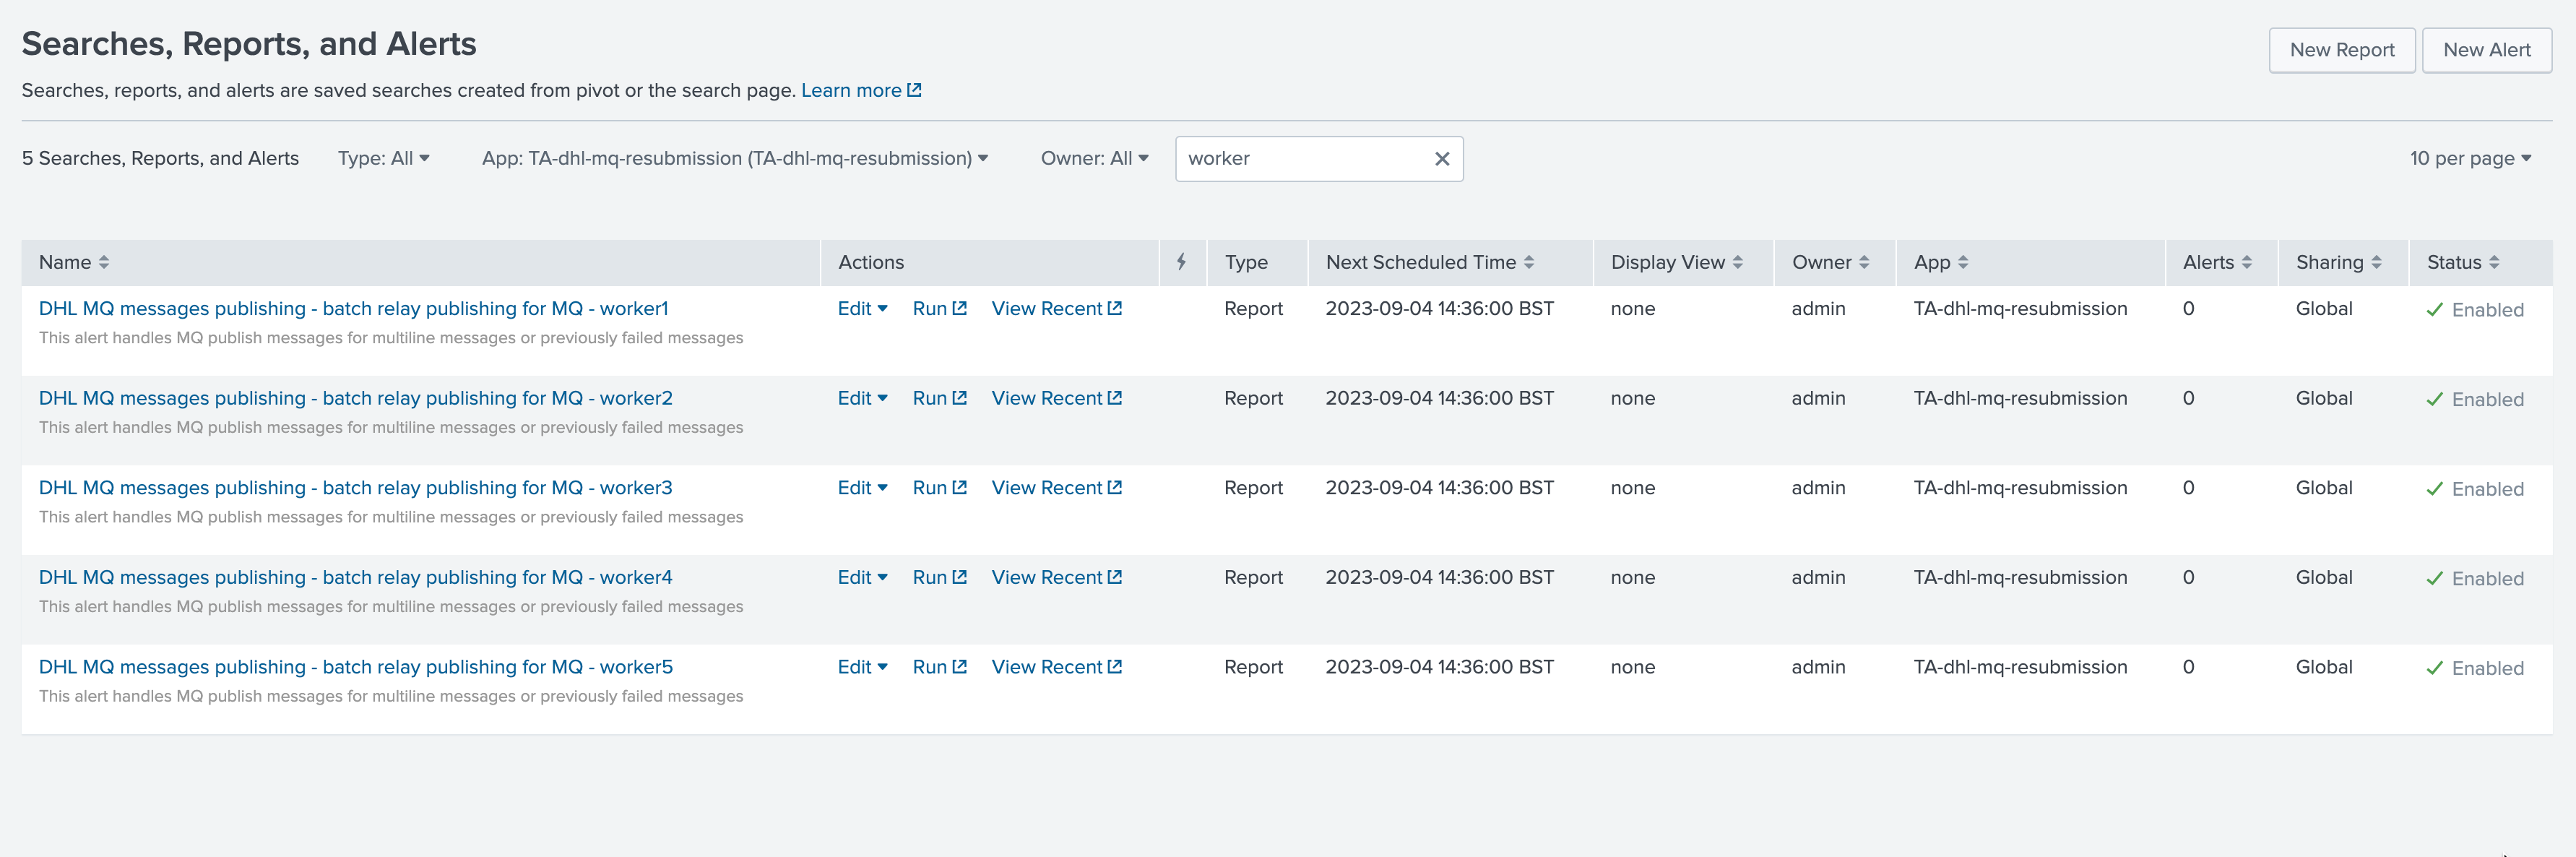 Searches, Reports, and Alerts
New Report New Alert
Searches, reports, and alerts are saved searches created from pivot or the search page. Learn more
5 Searches, Reports, and Alerts Type: All App: TA-dhl-mq-resubmission (TA-dhl-mq-resubmission) Owner: All worker 10 per page
Name Actions Type Next Scheduled Time Display View Owner App Alerts Sharing Status
DHL MQ messages publishing - batch relay publishing for MQ - worker1 Edit Run View Recent Report 2023-09-04 14:36:00 BST none admin TA-dhl-mq-resubmission 0 Global Enabled
This alert handles MQ publish messages for multiline messages or previously failed messages
DHL MQ messages publishing - batch relay publishing for MQ - worker2 Edit Run View Recent Report 2023-09-04 14:36:00 BST none admin TA-dhl-mq-resubmission 0 Global Enabled
This alert handles MQ publish messages for multiline messages or previously failed messages
DHL MQ messages publishing - batch relay publishing for MQ - worker3 Edit Run View Recent Report 2023-09-04 14:36:00 BST none admin TA-dhl-mq-resubmission 0 Global Enabled
This alert handles MQ publish messages for multiline messages or previously failed messages
DHL MQ messages publishing - batch relay publishing for MQ - worker4 Edit Run View Recent Report 2023-09-04 14:36:00 BST none admin TA-dhl-mq-resubmission 0 Global Enabled
This alert handles MQ publish messages for multiline messages or previously failed messages
DHL MQ messages publishing - batch relay publishing for MQ - worker5 Edit Run View Recent Report 2023-09-04 14:36:00 BST none admin TA-dhl-mq-resubmission 0 Global Enabled
This alert handles MQ publish messages for multiline messages or previously failed messages